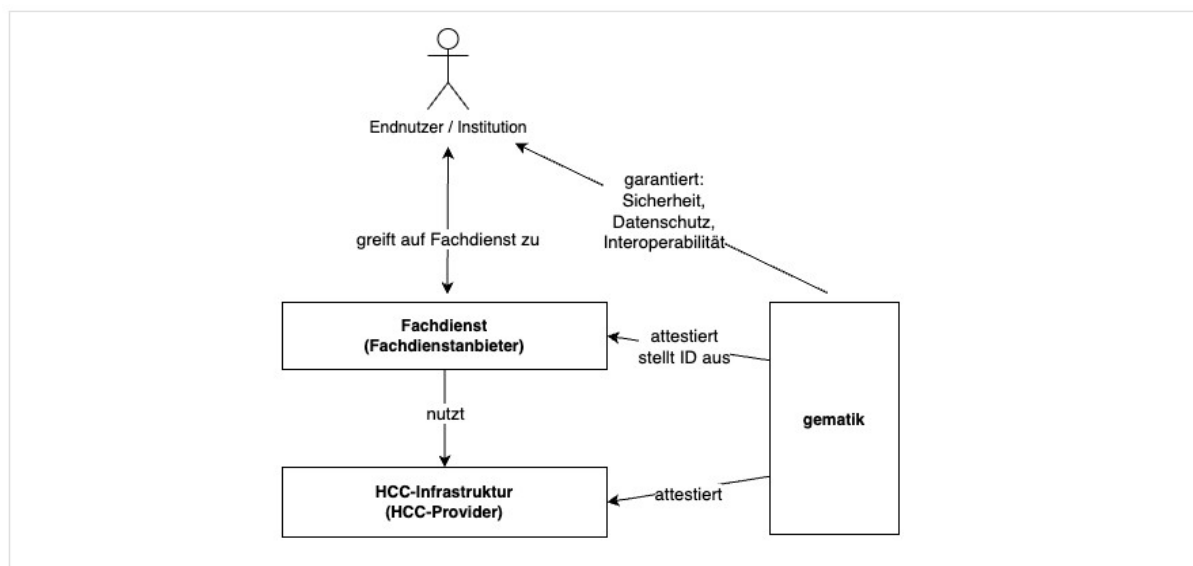 Endnutzer / Institution
garantiert:
Sicherheit,
Datenschutz,
Interoperabilität
greift auf Fachdienst zu
Fachdienst
(Fachdienstanbieter)
attestiert
stellt ID aus
gematik
nutzt
HCC-Infrastruktur
(HCC-Provider)
attestiert